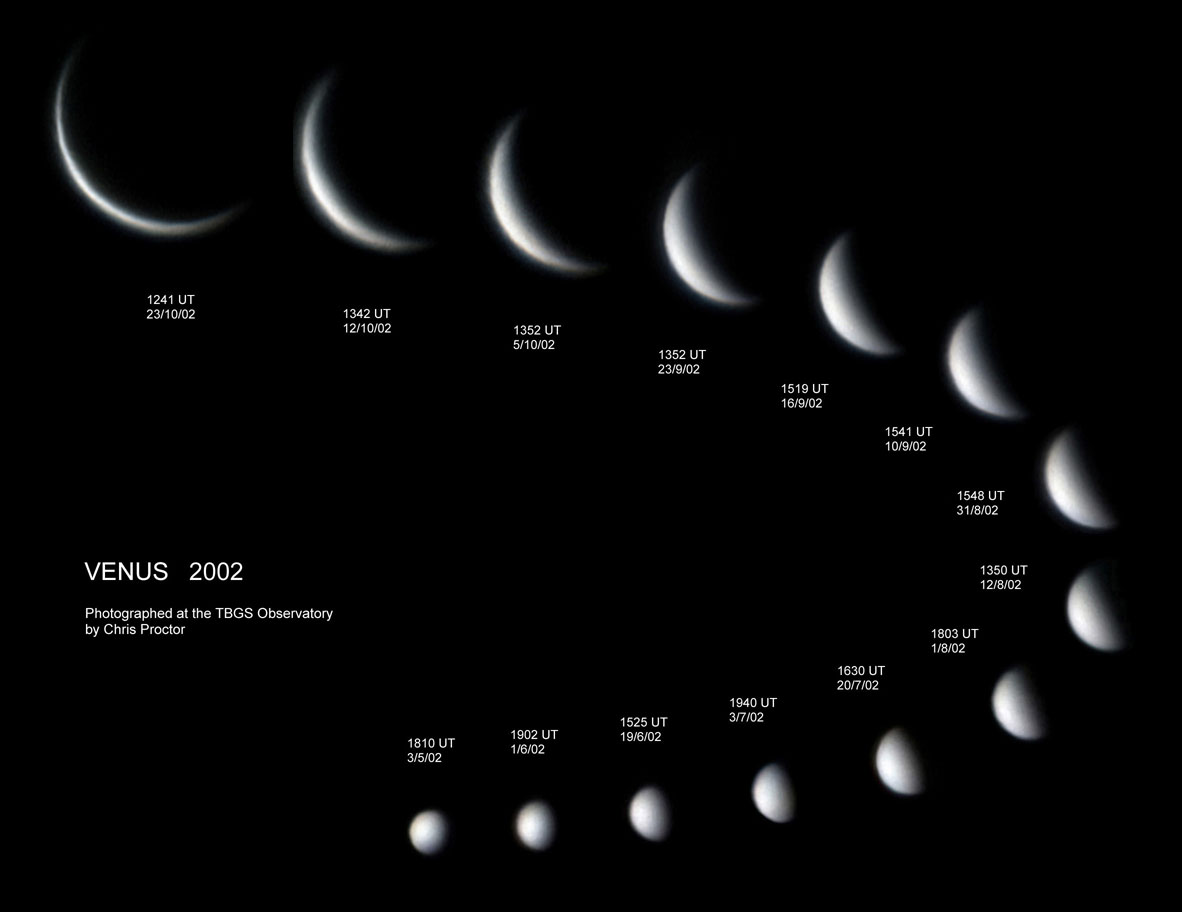 1241 UT
23/10/02
1342 UT
12/10/02
1352 UT
5/10/02
1352 UT
23/9/02
1519 UT
16/9/02
1541 UT
10/9/02
1548 UT
31/8/02
1350 UT
12/8/02
1803 UT
1/8/02
1630 UT
20/7/02
1940 UT
3/7/02
1525 UT
19/6/02
1902 UT
1/6/02
1810 UT
3/5/02
VENUS 2002
Photographed at the TBGS Observatory
by Chris Proctor